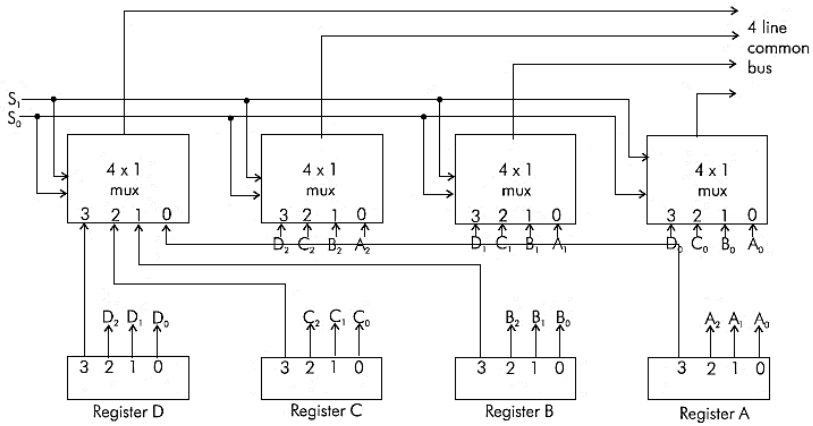 4 line
common
bus
S₁
S₀
4 x 1
mux
4 x 1
mux
4 x 1
mux
4 x 1
mux
3 2 1 0
3 2 1 0
3 2 1 0
3 2 1 0
D₂ C₂ B₂ A₂
D₁ C₁ B₁ A₁
D₀ C₀ B₀ A₀
D₂ D₁ D₀
C₂ C₁ C₀
B₂ B₁ B₀
A₂ A₁ A₀
3 2 1 0
3 2 1 0
3 2 1 0
3 2 1 0
Register D
Register C
Register B
Register A